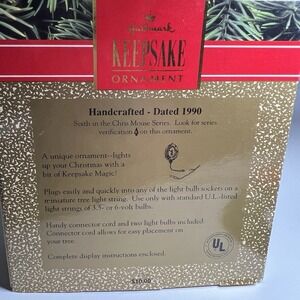 Hallmark
KEEPSAKE
ORNAMENT
Handcrafted - Dated 1990
Sixth in the Chris Mouse Series. Look for series
verification on this ornament.
A unique ornament--lights
up your Christmas with a
bit of Keepsake Magic!
Plugs easily and quickly into any of the light bulb sockets on a
miniature tree light string. Use only with standard U.L.-listed
light strings of 3.5- or 6-volt bulbs.
Handy connector cord and two light bulbs included.
Connector cord allows for easy placement on
your tree.
Complete display instructions enclosed.
UL
$10.00